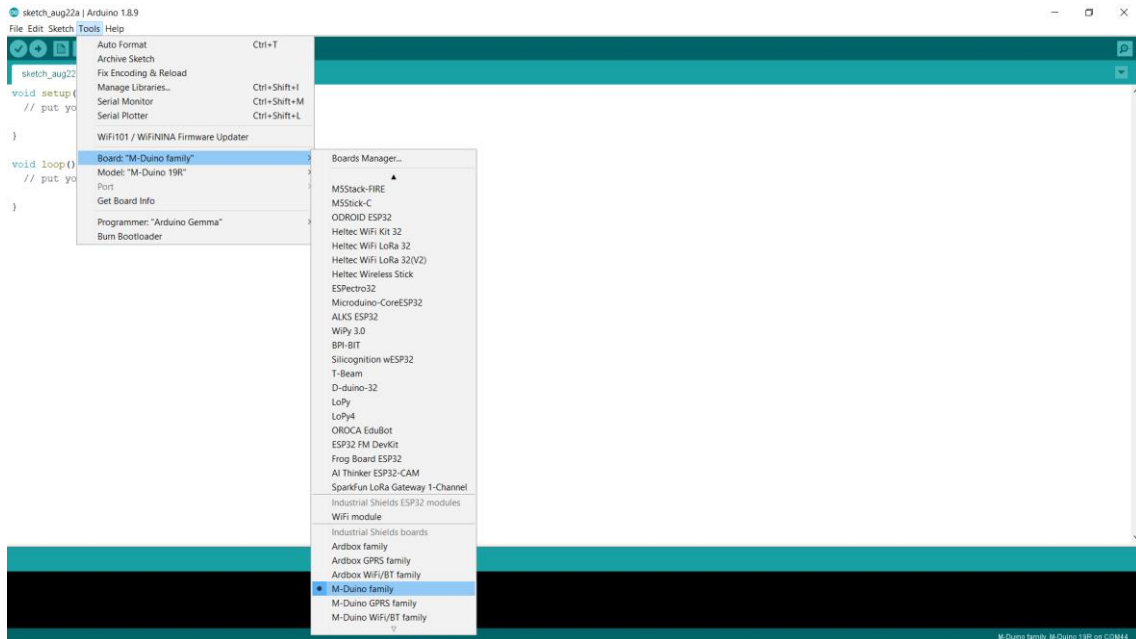 sketch_aug22a | Arduino 1.8.9
File Edit Sketch Tools Help
sketch_aug22
void setup(
// put yo
}
void loop()
// put yo
}
Auto Format Ctrl+T
Archive Sketch
Fix Encoding & Reload
Manage Libraries... Ctrl+Shift+I
Serial Monitor Ctrl+Shift+M
Serial Plotter Ctrl+Shift+L
WiFi101 / WiFiNINA Firmware Updater
Board: "M-Duino family"
Model: "M-Duino 19R"
Port
Get Board Info
Programmer: "Arduino Gemma"
Burn Bootloader
Boards Manager...
M5Stack-FIRE
M5Stick-C
ODROID ESP32
Heltec WiFi Kit 32
Heltec WiFi LoRa 32
Heltec WiFi LoRa 32(V2)
Heltec Wireless Stick
ESPectro32
Microduino-CoreESP32
ALKS ESP32
WiPy 3.0
BPI-BIT
Silicognition wESP32
T-Beam
D-duino-32
LoPy
LoPy4
OROCA EduBot
ESP32 FM DevKit
Frog Board ESP32
AI Thinker ESP32-CAM
SparkFun LoRa Gateway 1-Channel
Industrial Shields ESP32 modules
WiFi module
Industrial Shields boards
Ardbox family
Ardbox GPRS family
Ardbox WiFi/BT family
M-Duino family
M-Duino GPRS family
M-Duino WiFi/BT family
M-Duino family, M-Duino 19R on COM44